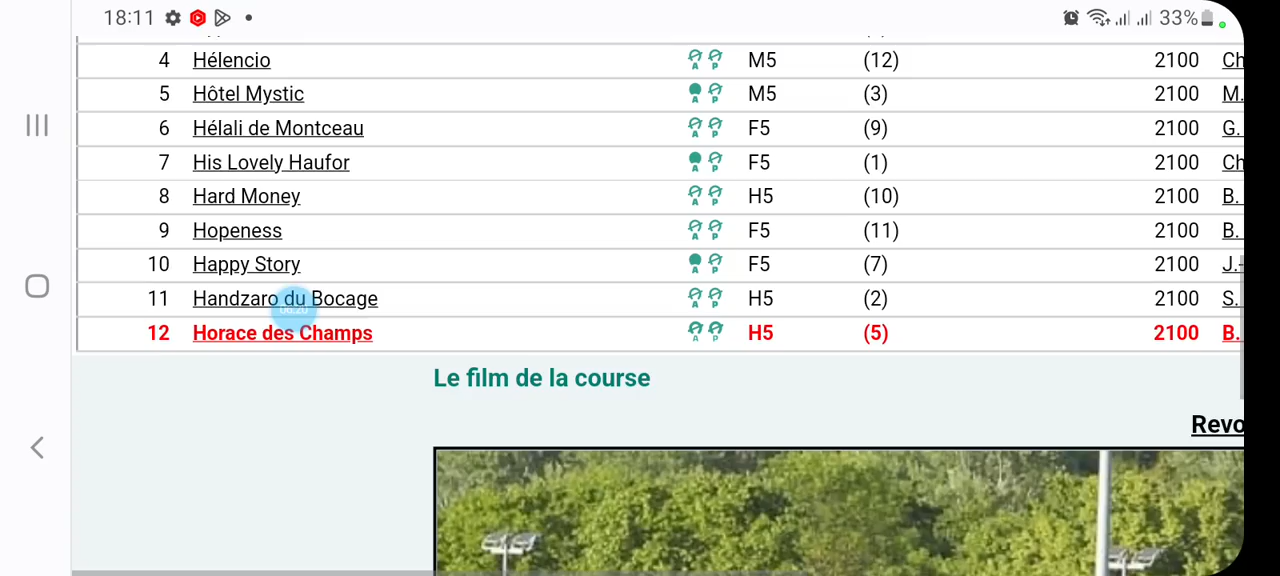 18:11 33%
4 Hélencio A P M5 (12) 2100 Ch
5 Hôtel Mystic A P M5 (3) 2100 M.
6 Hélali de Montceau A P F5 (9) 2100 G.
7 His Lovely Haufor A P F5 (1) 2100 Ch
8 Hard Money A P H5 (10) 2100 B.
9 Hopeness A P F5 (11) 2100 B.
10 Happy Story A P F5 (7) 2100 J.-
11 Handzaro du Bocage A P H5 (2) 2100 S.
06:20
12 Horace des Champs A P H5 (5) 2100 B.
Le film de la course
Revo